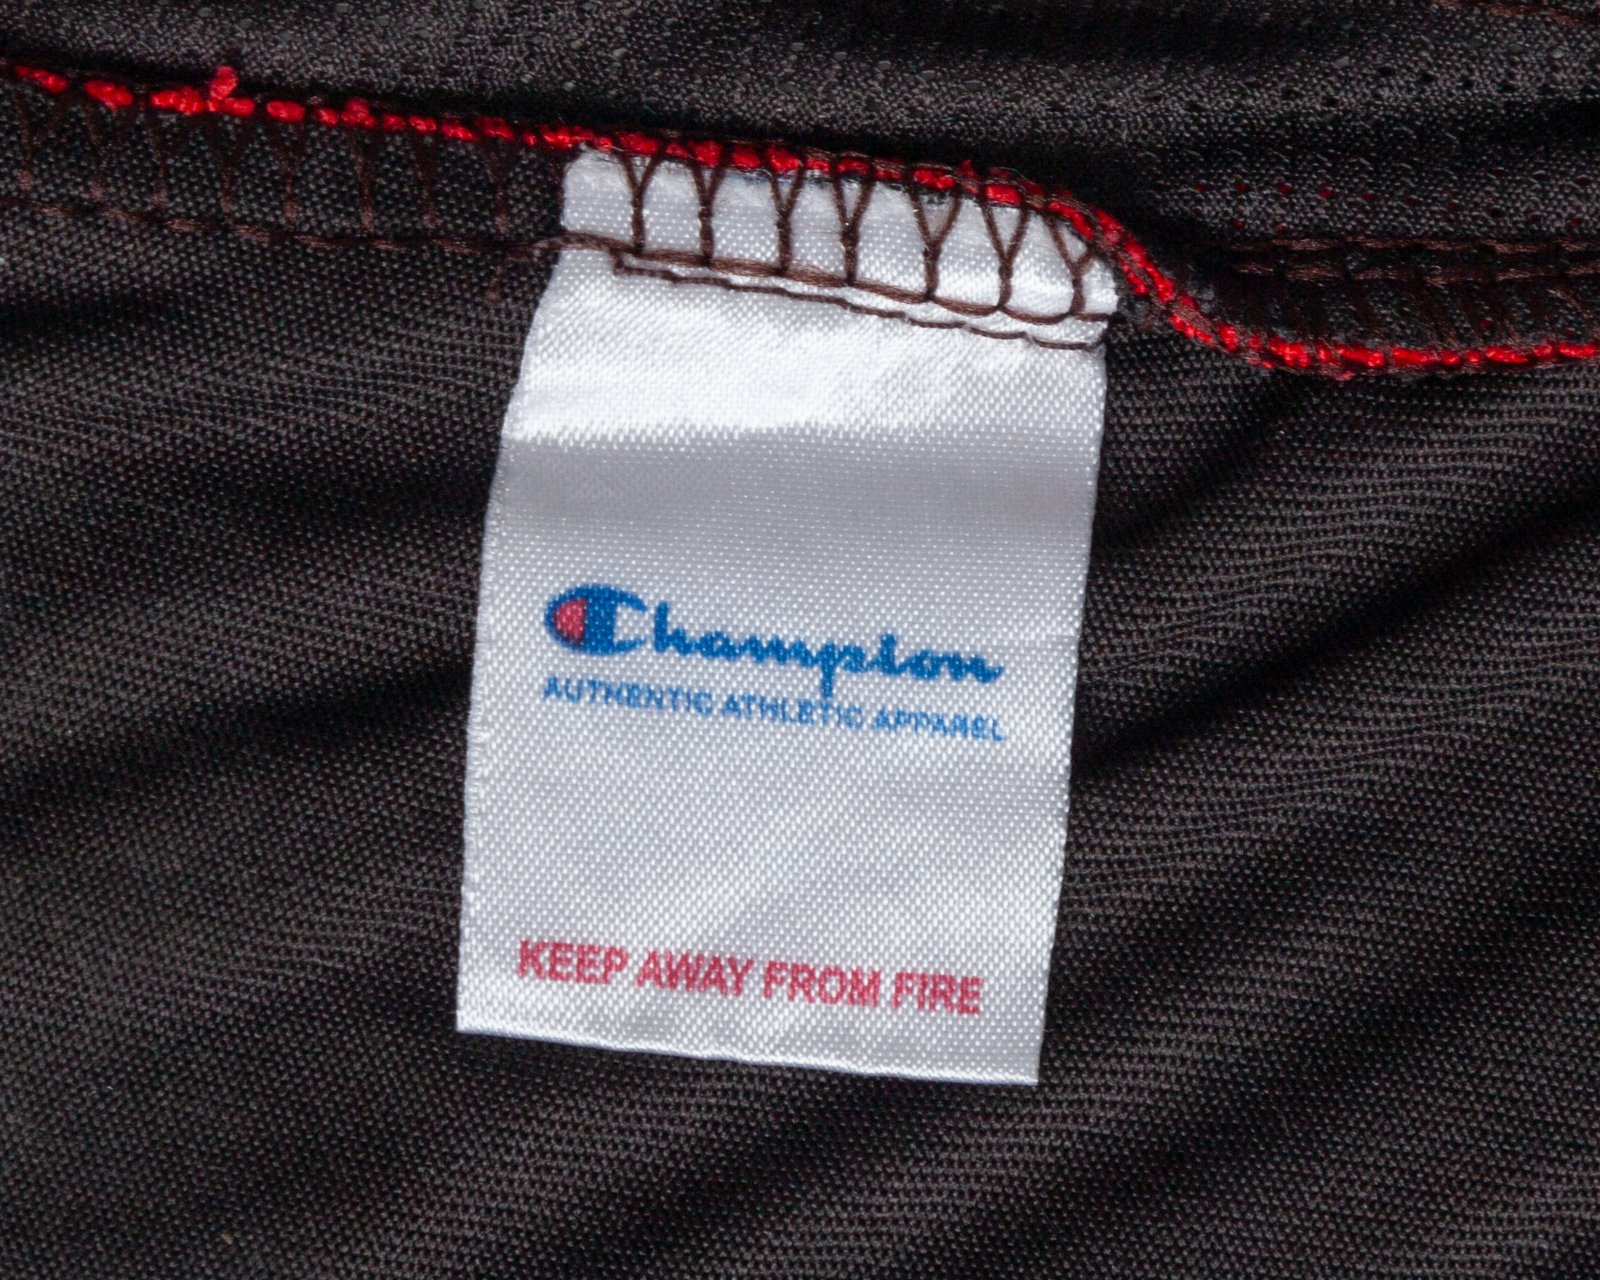 Champion
AUTHENTIC ATHLETIC APPAREL
KEEP AWAY FROM FIRE